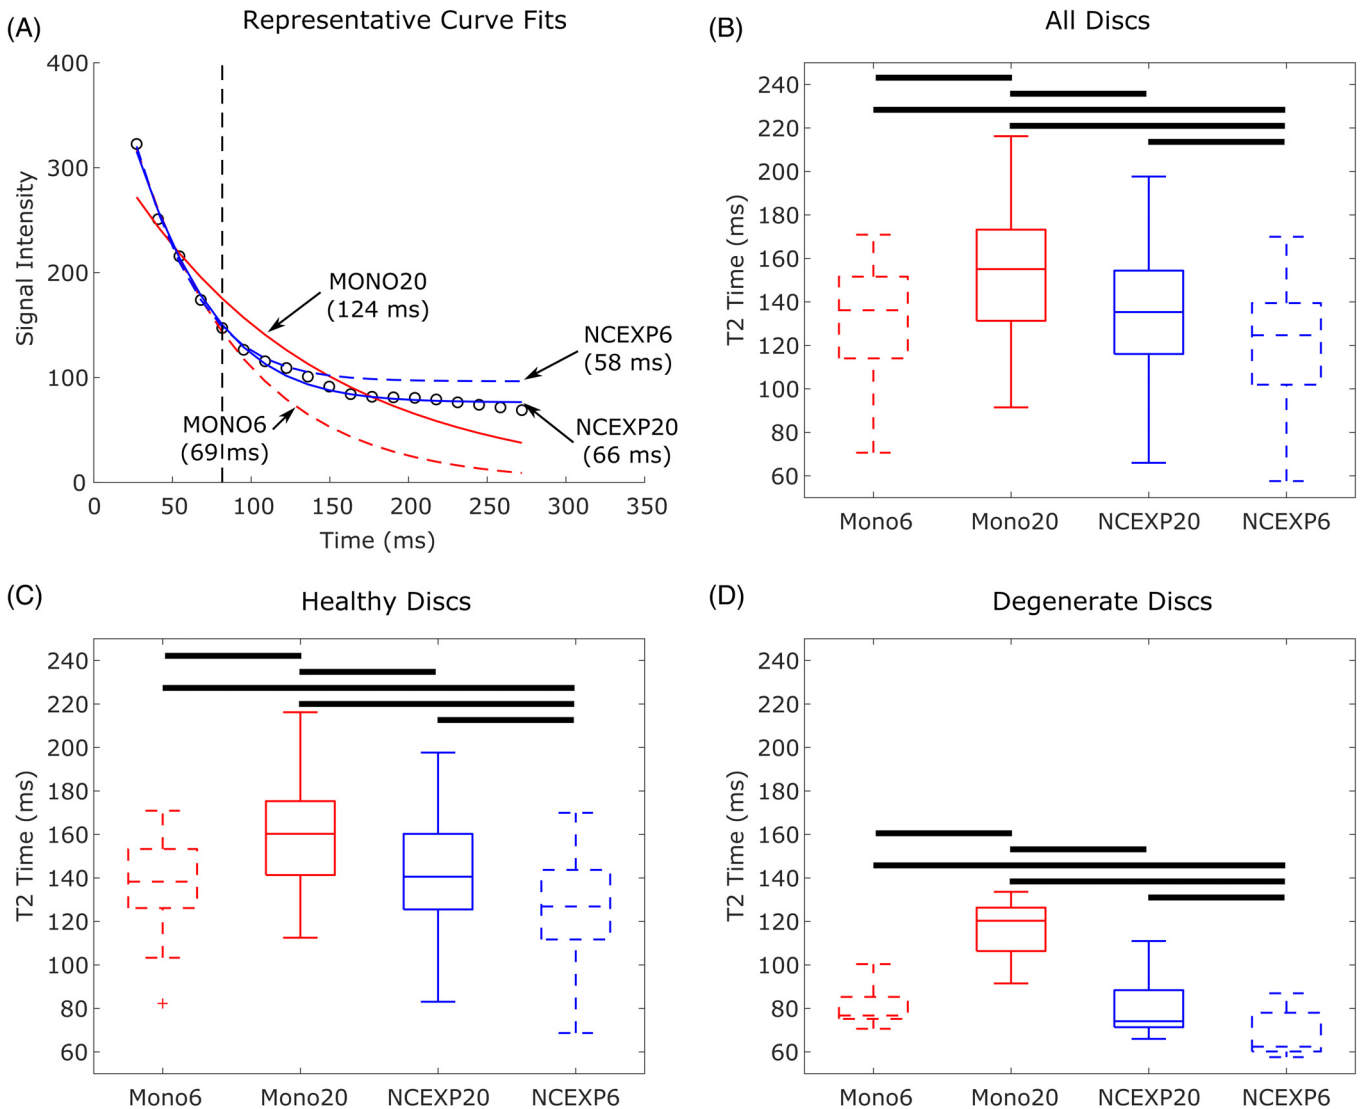 (A)
Representative Curve Fits
400
300
200
100
0
Signal Intensity
MONO20
(124 ms)
NCEXP6
(58 ms)
MONO6
(69 ms)
NCEXP20
(66 ms)
0 50 100 150 200 250 300 350
Time (ms)
(B)
All Discs
240
220
200
180
160
140
120
100
80
60
T2 Time (ms)
Mono6 Mono20 NCEXP20 NCEXP6
(C)
Healthy Discs
240
220
200
180
160
140
120
100
80
60
T2 Time (ms)
Mono6 Mono20 NCEXP20 NCEXP6
(D)
Degenerate Discs
240
220
200
180
160
140
120
100
80
60
T2 Time (ms)
Mono6 Mono20 NCEXP20 NCEXP6